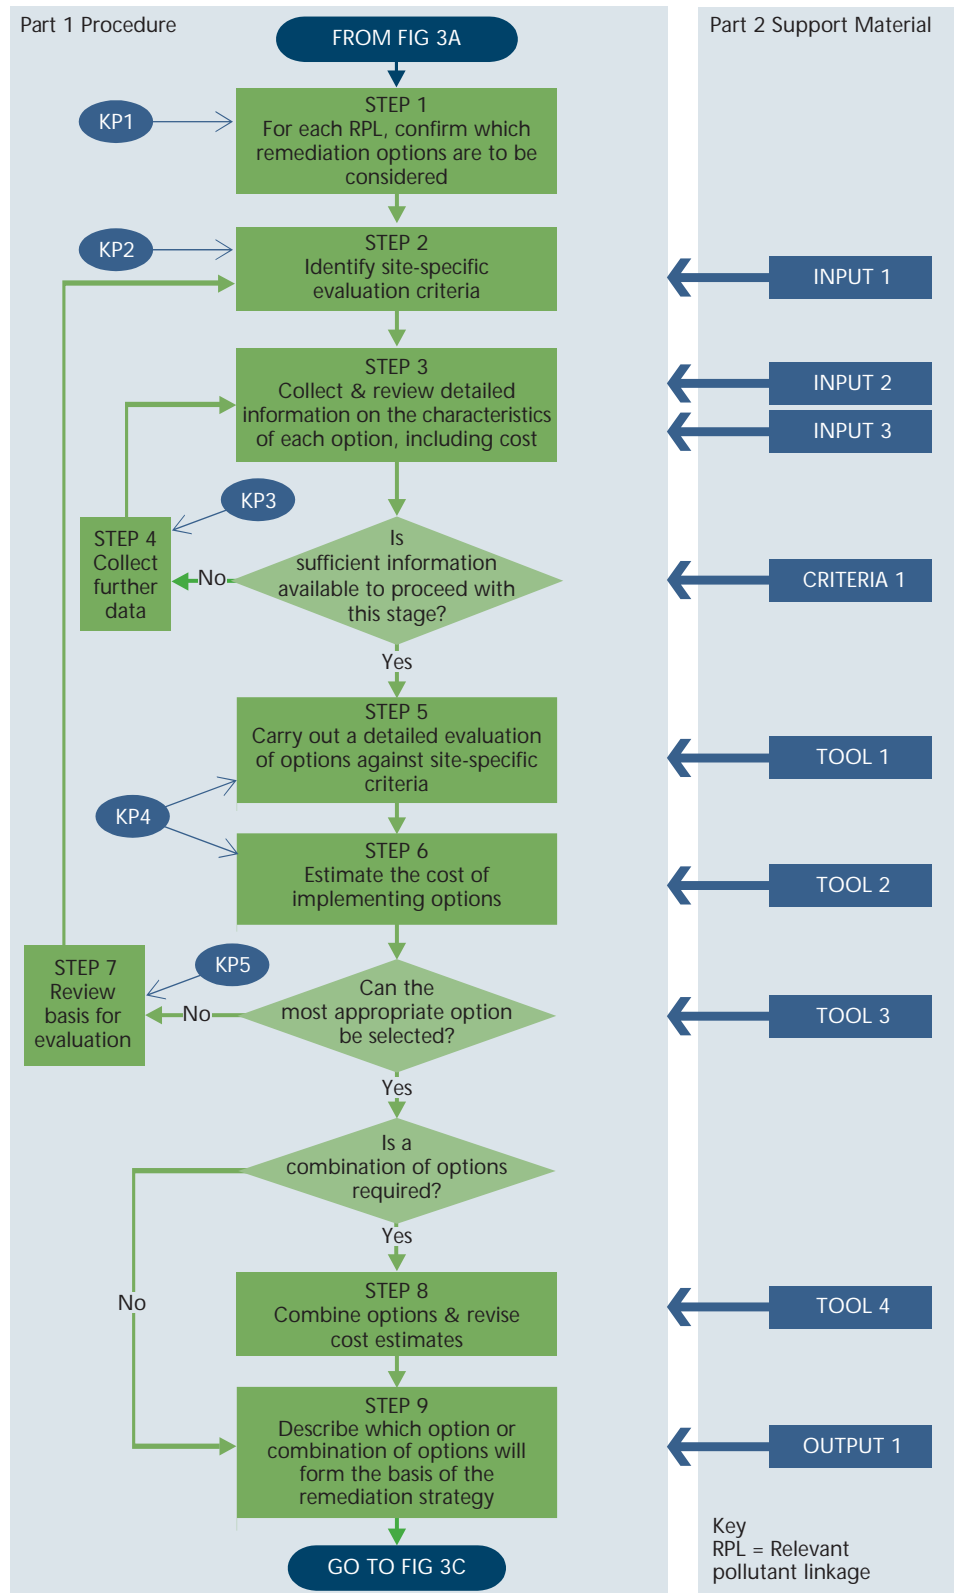 Part 1 Procedure
Part 2 Support Material
FROM FIG 3A
KP1
STEP 1
For each RPL, confirm which
remediation options are to be
considered
KP2
STEP 2
Identify site-specific
evaluation criteria
INPUT 1
STEP 3
Collect & review detailed
information on the characteristics
of each option, including cost
INPUT 2
INPUT 3
KP3
STEP 4
Collect
further
data
No
Is
sufficient information
available to proceed with
this stage?
CRITERIA 1
Yes
STEP 5
Carry out a detailed evaluation
of options against site-specific
criteria
TOOL 1
KP4
STEP 6
Estimate the cost of
implementing options
TOOL 2
KP5
STEP 7
Review
basis for
evaluation
No
Can the
most appropriate option
be selected?
TOOL 3
Yes
Is a
combination of options
required?
Yes
No
STEP 8
Combine options & revise
cost estimates
TOOL 4
STEP 9
Describe which option or
combination of options will
form the basis of the
remediation strategy
OUTPUT 1
GO TO FIG 3C
Key
RPL = Relevant
pollutant linkage